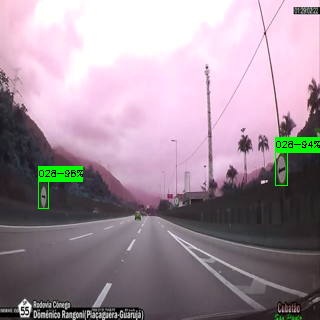 028-96%
028-94%
55
Rodovia Cônego
Domênico Rangoni(Piaçaguera-Guarujá)
Cubatão
São Paulo